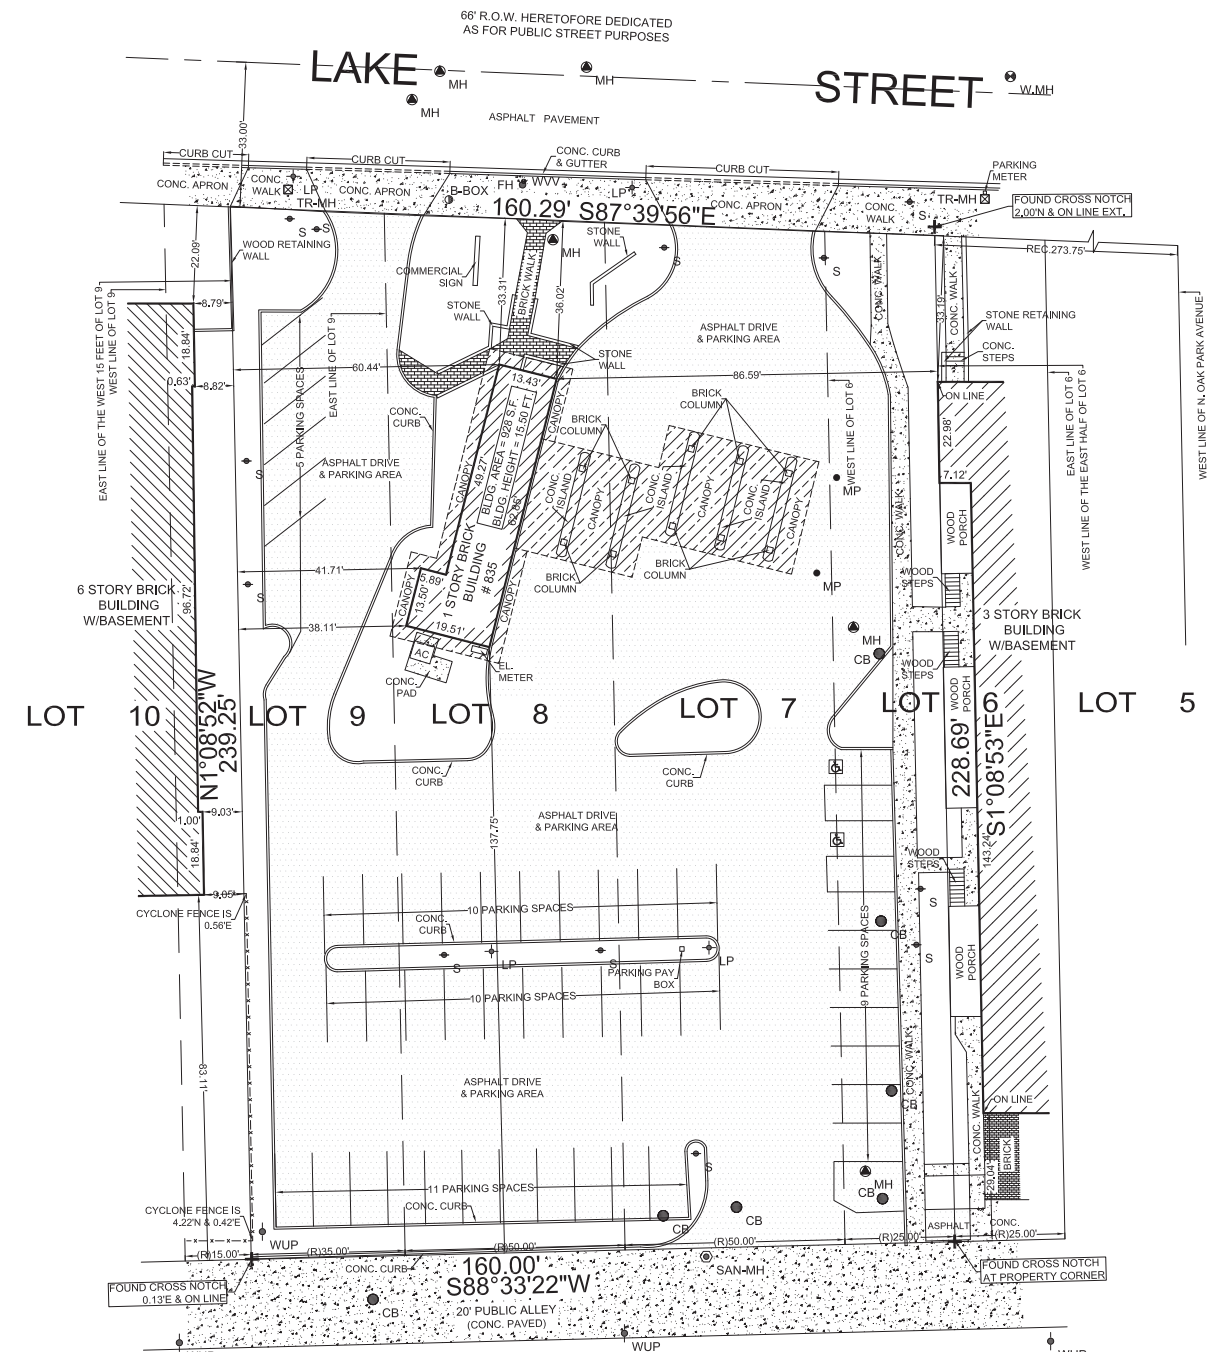 66' R.O.W. HERETOFORE DEDICATED
AS FOR PUBLIC STREET PURPOSES
LAKE STREET
MH
MH
MH
W.MH
ASPHALT PAVEMENT
33.00'
CURB CUT
CURB CUT
CONC. CURB
& GUTTER
CURB CUT
PARKING
METER
CONC. APRON
CONC.
WALK
LP
TR-MH
CONC. APRON
B-BOX
FH
WVV
LP
CONC. APRON
CONC.
WALK
S
TR-MH
FOUND CROSS NOTCH
2.00'N & ON LINE EXT.
160.29' S87°39'56"E
S
S
WOOD RETAINING
WALL
22.09'
COMMERCIAL
SIGN
33.31'
BRICK WALK
MH
36.02'
STONE
WALL
S
S
CONC. WALK
33.19'
CONC. WALK
REC.273.75'
EAST LINE OF THE WEST 15 FEET OF LOT 9
WEST LINE OF LOT 9
8.79'
18.84'
0.63'
8.82'
STONE
WALL
STONE
WALL
ASPHALT DRIVE
& PARKING AREA
STONE RETAINING
WALL
CONC.
STEPS
WEST LINE OF N. OAK PARK AVENUE
5 PARKING SPACES
EAST LINE OF LOT 9
60.44'
13.43'
86.59'
WEST LINE OF LOT 6
ON LINE
22.98'
EAST LINE OF LOT 6
WEST LINE OF THE EAST HALF OF LOT 6
CONC.
CURB
CANOPY
BRICK
COLUMN
BRICK
COLUMN
S
ASPHALT DRIVE
& PARKING AREA
CANOPY
49.27'
BLDG. AREA = 928 S.F.
BLDG. HEIGHT = 15.50 FT.
62.85'
CONC.
ISLAND
CANOPY
CONC.
ISLAND
CANOPY
CONC.
ISLAND
CANOPY
MP
7.12'
CONC. WALK
WOOD
PORCH
1 STORY BRICK
BUILDING
# 835
41.71'
5.89'
13.50'
CANOPY
CANOPY
BRICK
COLUMN
BRICK
COLUMN
MP
WOOD
STEPS
6 STORY BRICK
BUILDING
W/BASEMENT
96.72'
S
38.11'
19.51'
AC
CONC.
PAD
EL.
METER
MH
CB
WOOD
STEPS
3 STORY BRICK
BUILDING
W/BASEMENT
LOT 10
LOT 9
LOT 8
LOT 7
LOT 6
LOT 5
N1°08'52"W
239.25'
WOOD
PORCH
228.69'
S1°08'53"E
CONC.
CURB
CONC.
CURB
1.00'
9.03'
18.84'
137.75'
ASPHALT DRIVE
& PARKING AREA
143.24'
WOOD
STEPS
9.05'
CYCLONE FENCE IS
0.56'E
10 PARKING SPACES
CONC.
CURB
S
LP
S
PARKING PAY
BOX
LP
10 PARKING SPACES
9 PARKING SPACES
CB
S
S
WOOD
PORCH
83.11'
ASPHALT DRIVE
& PARKING AREA
CONC. WALK
CB
CONC. WALK
ON LINE
BRICK
29.04'
S
MH
CB
11 PARKING SPACES
CONC. CURB
CYCLONE FENCE IS
4.22'N & 0.42'E
WUP
CB
CB
ASPHALT
CONC.
(R)15.00'
(R)35.00'
(R)50.00'
(R)50.00'
(R)25.00'
(R)25.00'
CONC. CURB
160.00'
S88°33'22"W
SAN-MH
FOUND CROSS NOTCH
AT PROPERTY CORNER
FOUND CROSS NOTCH
0.13'E & ON LINE
CB
20' PUBLIC ALLEY
(CONC. PAVED)
WUP
WUP
WUP